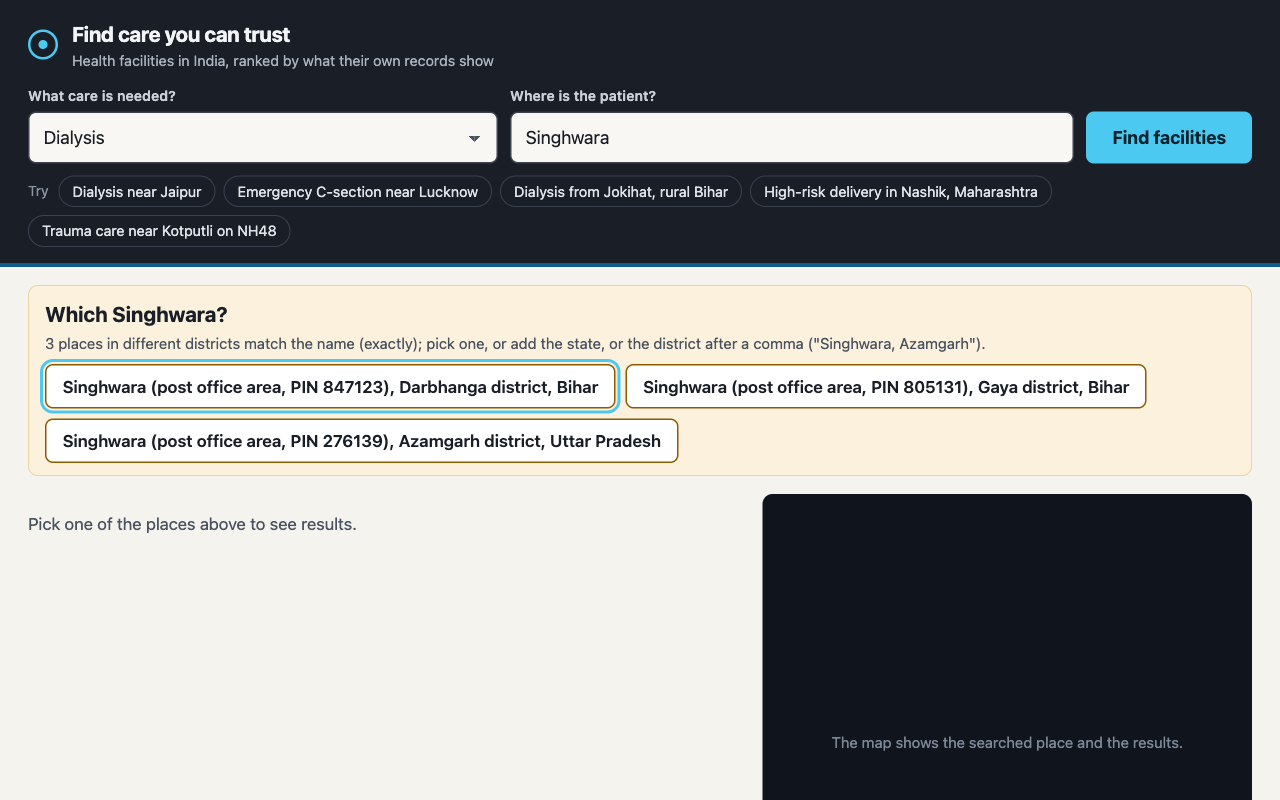 Find care you can trust
Health facilities in India, ranked by what their own records show
What care is needed?
Where is the patient?
Dialysis
Singhwara
Find facilities
Try
Dialysis near Jaipur
Emergency C-section near Lucknow
Dialysis from Jokihat, rural Bihar
High-risk delivery in Nashik, Maharashtra
Trauma care near Kotputli on NH48
Which Singhwara?
3 places in different districts match the name (exactly); pick one, or add the state, or the district after a comma ("Singhwara, Azamgarh").
Singhwara (post office area, PIN 847123), Darbhanga district, Bihar
Singhwara (post office area, PIN 805131), Gaya district, Bihar
Singhwara (post office area, PIN 276139), Azamgarh district, Uttar Pradesh
Pick one of the places above to see results.
The map shows the searched place and the results.